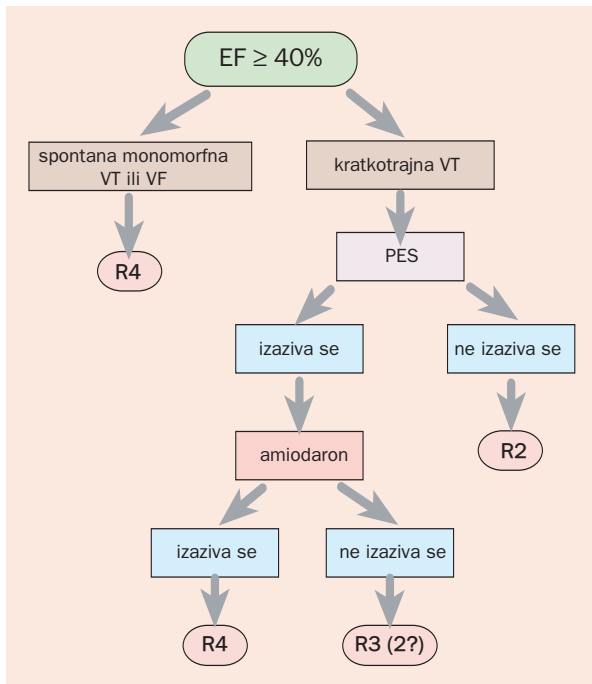 EF ≥ 40%
spontana monomorfna
VT ili VF
kratkotrajna VT
R4
PES
izaziva se
ne izaziva se
amiodaron
R2
izaziva se
ne izaziva se
R4
R3 (2?)